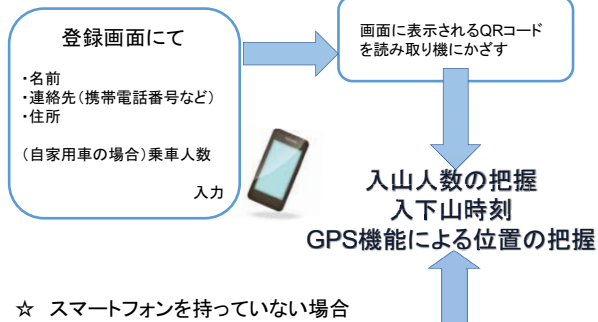 登録画面にて
・名前
・連絡先（携帯電話番号など）
・住所
（自家用車の場合）乗車人数
入力
画面に表示されるQRコード
を読み取り機にかざす
入山人数の把握
入下山時刻
GPS機能による位置の把握
☆ スマートフォンを持っていない場合